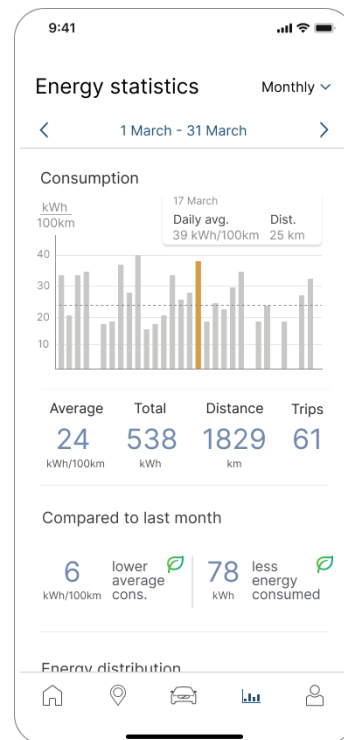 9:41
Energy statistics
Monthly
1 March - 31 March
Consumption
kWh
100km
17 March
Daily avg. Dist.
39 kWh/100km 25 km
40
30
20
10
Average Total Distance Trips
24 538 1829 61
kWh/100km kWh km
Compared to last month
6 lower average cons.
kWh/100km
78 less energy consumed
kWh
Energy distribution